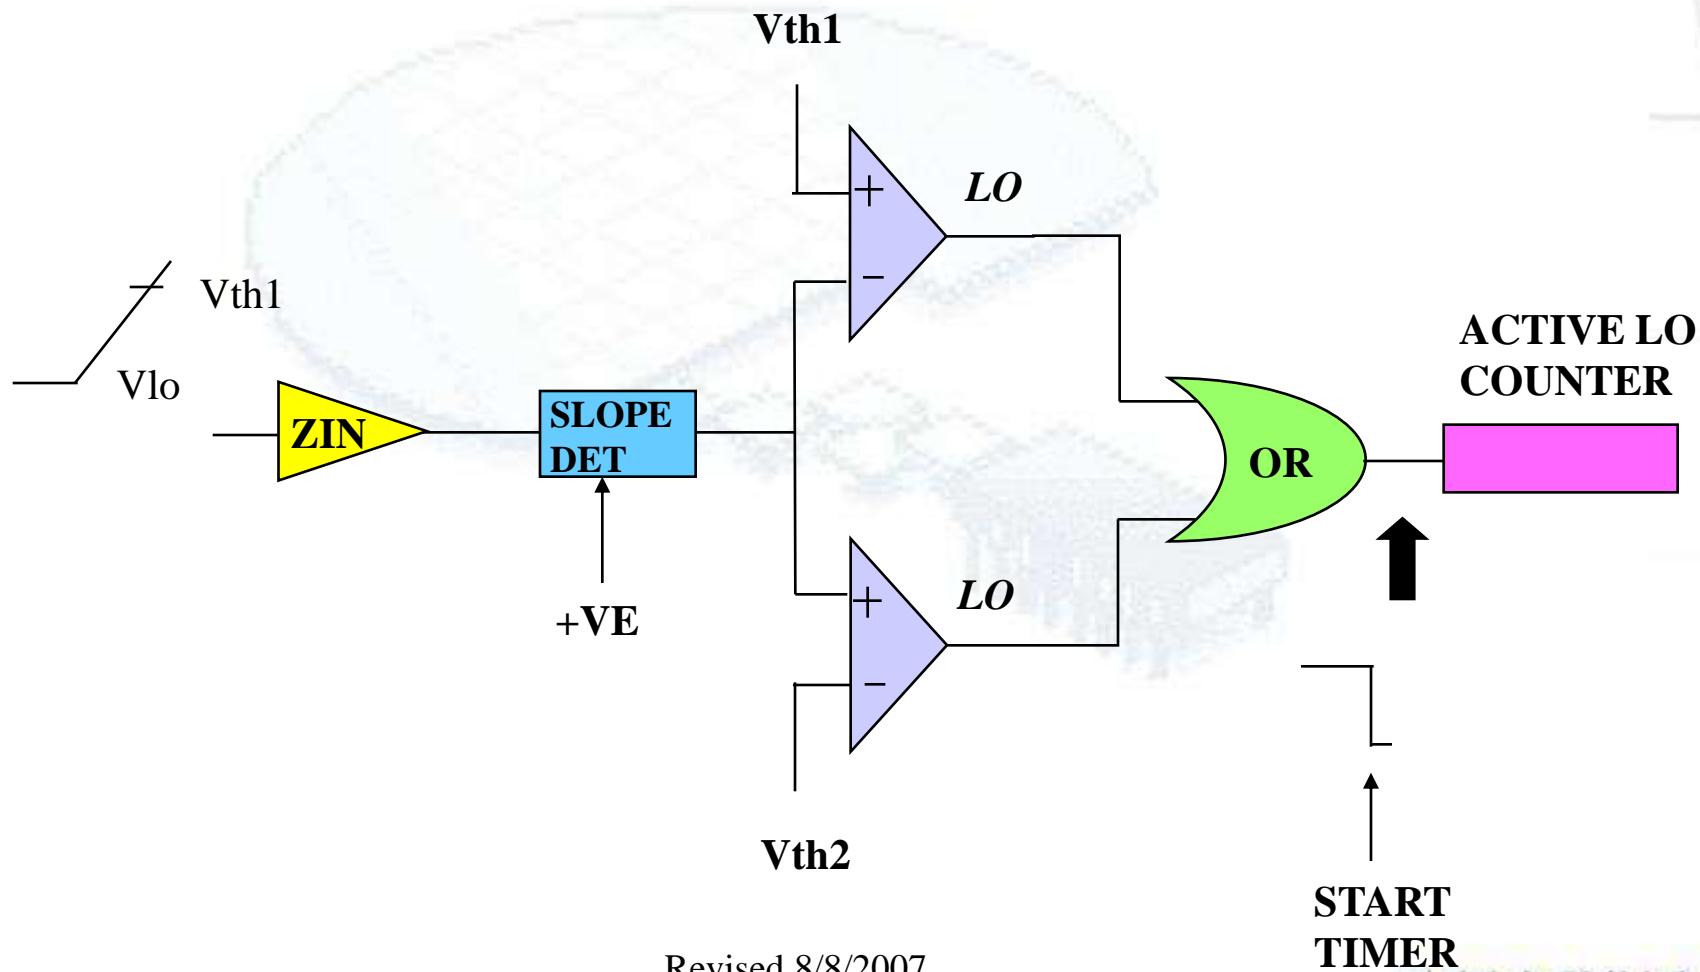 Vth1
+
LO
−
Vth1
Vlo
ZIN
SLOPE
DET
+VE
ACTIVE LO
COUNTER
OR
+
LO
−
Vth2
START
TIMER
Revised 8/8/2007